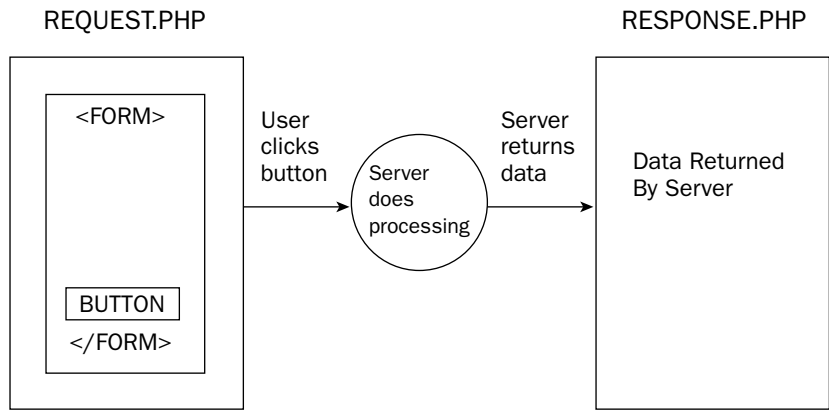 REQUEST.PHP
<FORM>
BUTTON
</FORM>
User
clicks
button
Server
does
processing
Server
returns
data
RESPONSE.PHP
Data Returned
By Server